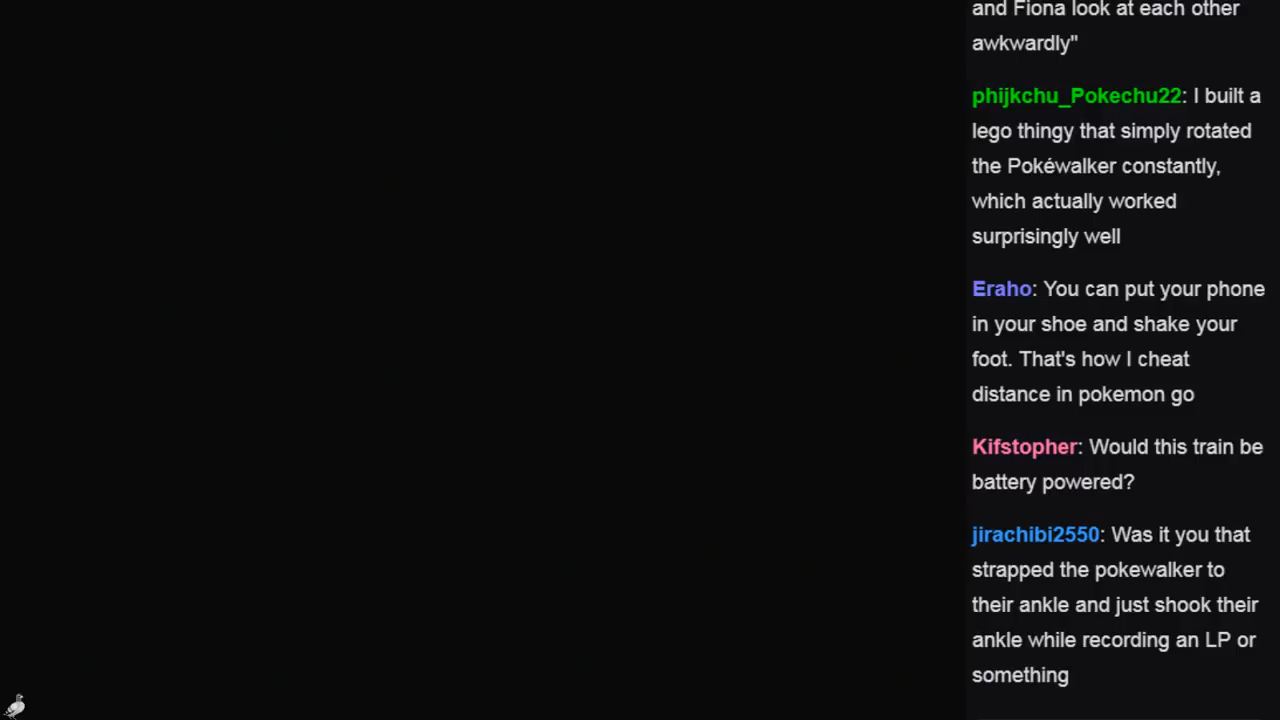 and Fiona look at each other
awkwardly"
phijkchu_Pokechu22: I built a
lego thingy that simply rotated
the Pokéwalker constantly,
which actually worked
surprisingly well
Eraho: You can put your phone
in your shoe and shake your
foot. That's how I cheat
distance in pokemon go
Kifstopher: Would this train be
battery powered?
jirachibi2550: Was it you that
strapped the pokewalker to
their ankle and just shook their
ankle while recording an LP or
something